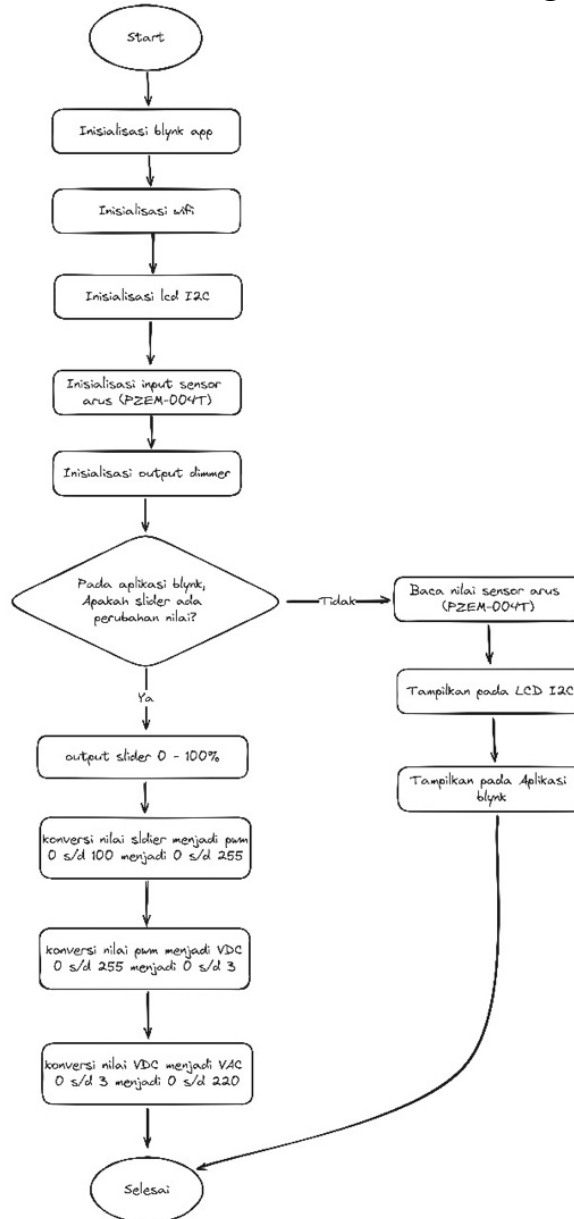 Start
Inisialisasi blynk app
Inisialisasi wifi
Inisialisasi lcd I2C
Inisialisasi input sensor
arus (PZEM-004T)
Inisialisasi output dimmer
Pada aplikasi blynk,
Apakah slider ada
perubahan nilai?
Tidak
Baca nilai sensor arus
(PZEM-004T)
Tampilkan pada LCD I2C
Tampilkan pada Aplikasi
blynk
Ya
output slider 0 - 100%
konversi nilai sldier menjadi pwm
0 s/d 100 menjadi 0 s/d 255
konversi nilai pwm menjadi VDC
0 s/d 255 menjadi 0 s/d 3
konversi nilai VDC menjadi VAC
0 s/d 3 menjadi 0 s/d 220
Selesai